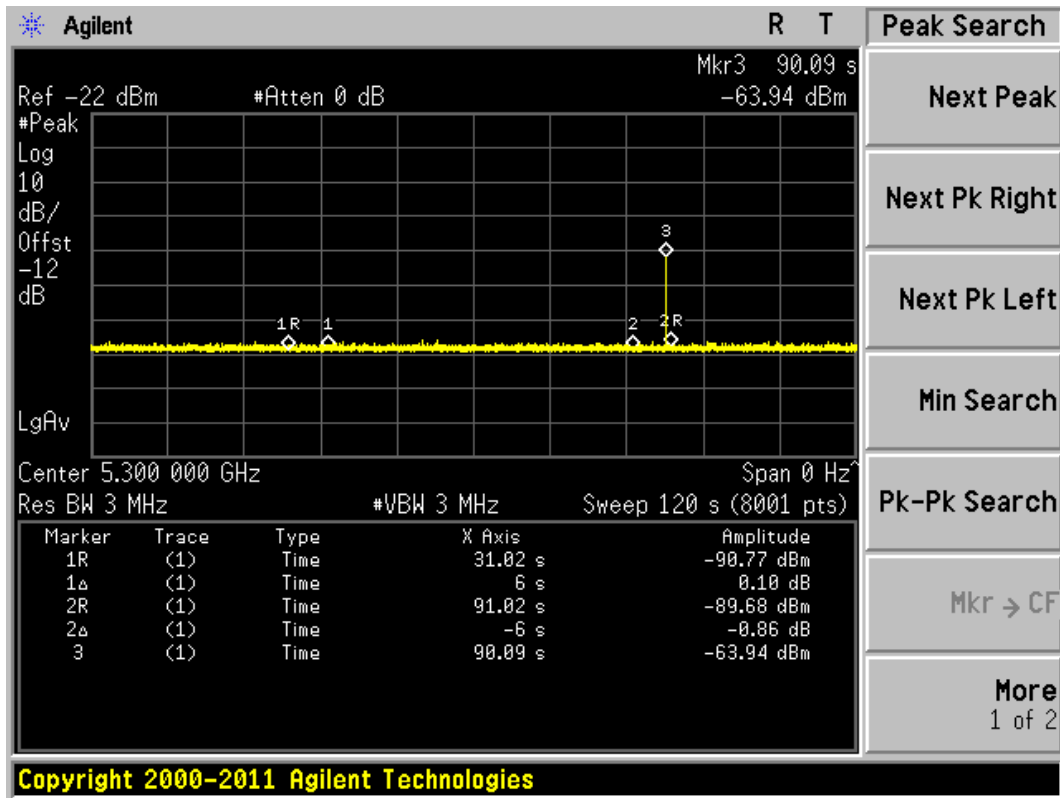 Agilent R T Peak Search
Mkr3 90.09 s
Ref -22 dBm #Atten 0 dB -63.94 dBm
#Peak
Log
10
dB/
Offst
-12
dB
3
1R 1 2 2R
LgAv
Center 5.300 000 GHz Span 0 Hz^
Res BW 3 MHz #VBW 3 MHz Sweep 120 s (8001 pts)
Marker Trace Type X Axis Amplitude
1R (1) Time 31.02 s -90.77 dBm
1Δ (1) Time 6 s 0.10 dB
2R (1) Time 91.02 s -89.68 dBm
2Δ (1) Time -6 s -0.86 dB
3 (1) Time 90.09 s -63.94 dBm
Next Peak
Next Pk Right
Next Pk Left
Min Search
Pk-Pk Search
Mkr → CF
More
1 of 2
Copyright 2000-2011 Agilent Technologies